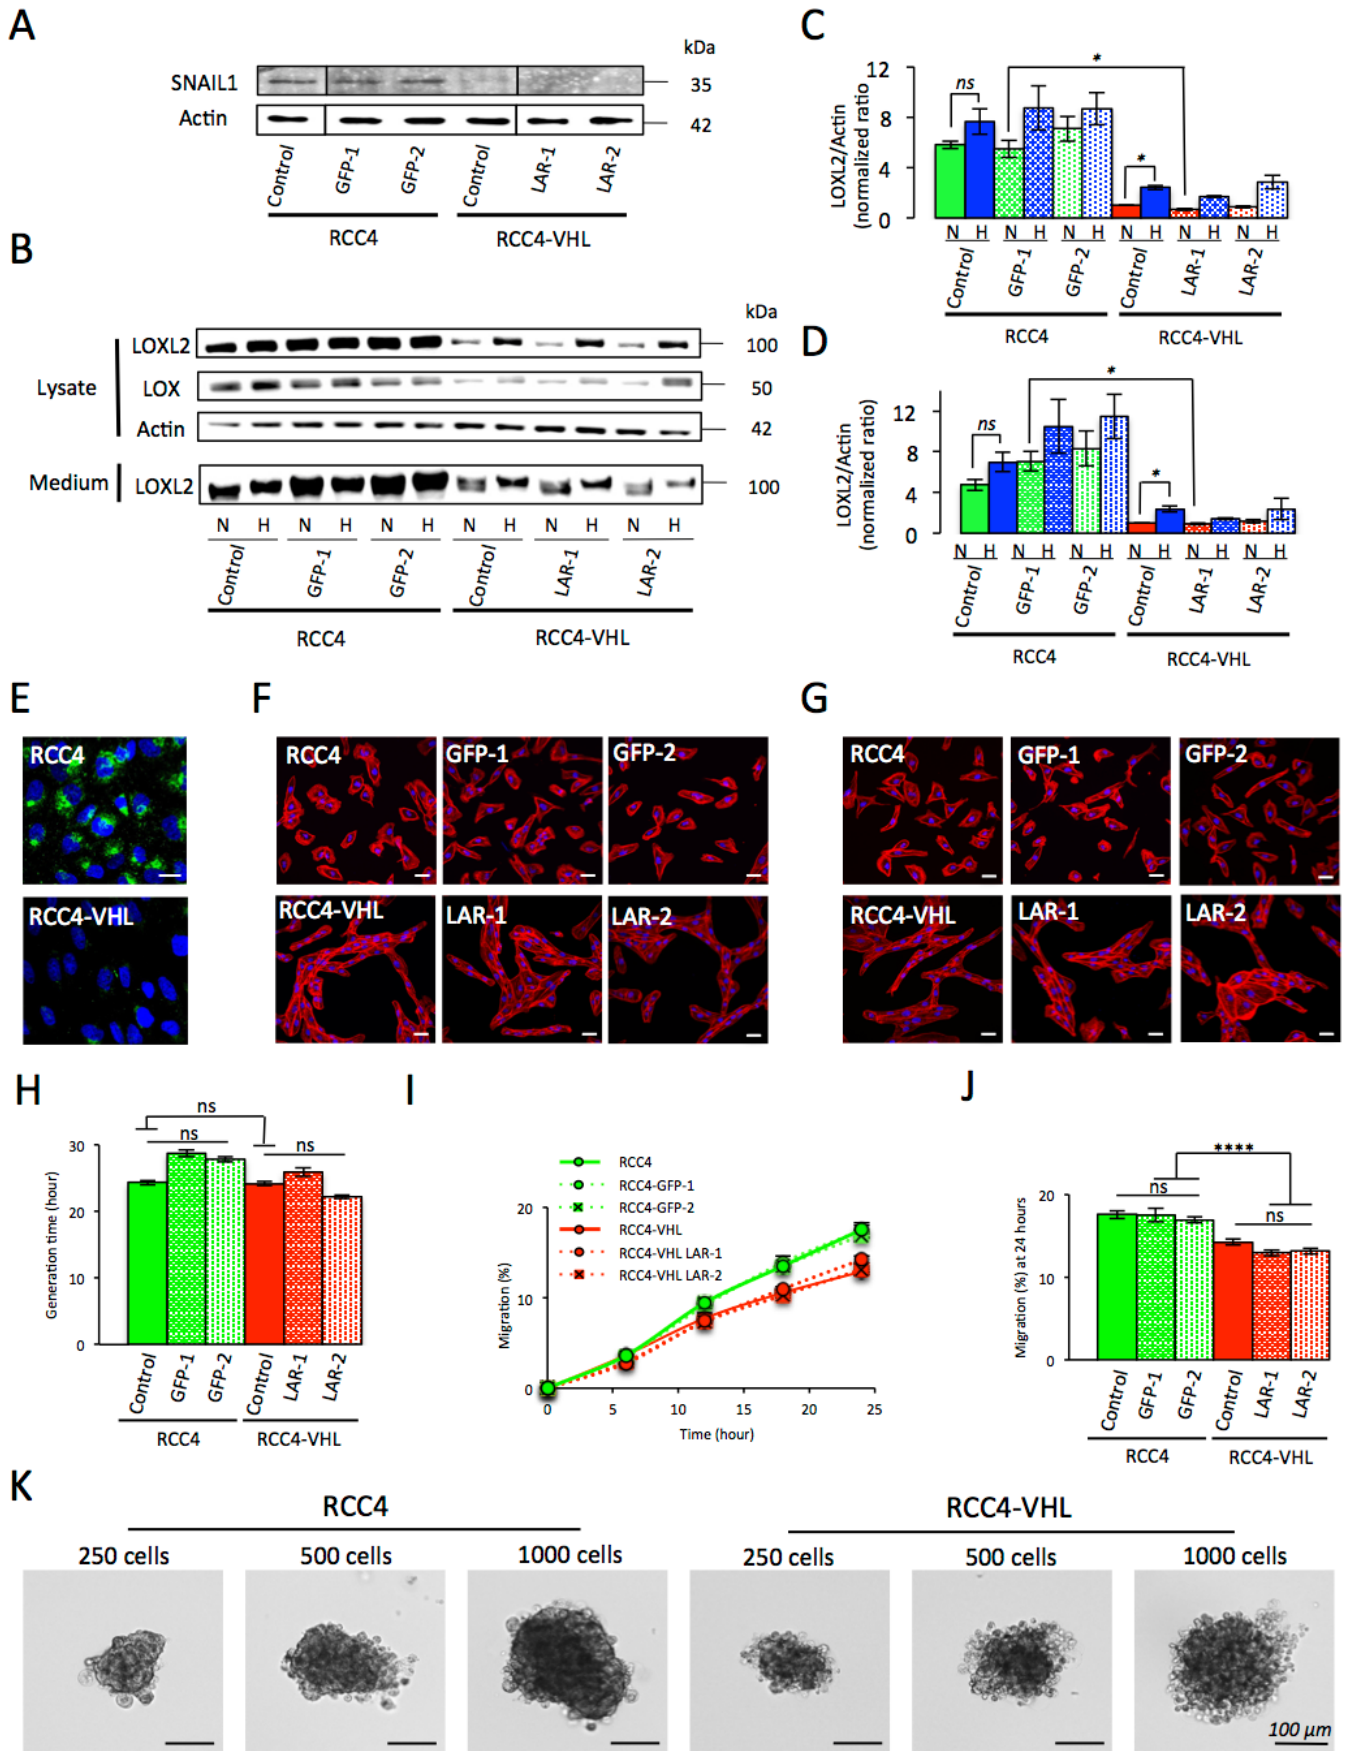 A
kDa
SNAIL1
35
Actin
42
Control GFP-1 GFP-2 Control LAR-1 LAR-2
RCC4 RCC4-VHL
B
kDa
LOXL2
100
Lysate
LOX
50
Actin
42
Medium
LOXL2
100
N H N H N H N H N H N H
Control GFP-1 GFP-2 Control LAR-1 LAR-2
RCC4 RCC4-VHL
C
LOXL2/Actin
(normalized ratio
12
8
4
0
ns
*
*
N H N H N H N H N H N H
Control GFP-1 GFP-2 Control LAR-1 LAR-2
RCC4 RCC4-VHL
D
LOXL2/Actin
(normalized ratio)
12
8
4
0
ns
*
*
N H N H N H N H N H N H
Control GFP-1 GFP-2 Control LAR-1 LAR-2
RCC4 RCC4-VHL
E
RCC4
RCC4-VHL
F
RCC4 GFP-1 GFP-2
RCC4-VHL LAR-1 LAR-2
G
RCC4 GFP-1 GFP-2
RCC4-VHL LAR-1 LAR-2
H
Generation time (hour)
30
20
10
0
ns
ns
ns
Control GFP-1 GFP-2 Control LAR-1 LAR-2
RCC4 RCC4-VHL
I
RCC4
RCC4-GFP-1
RCC4-GFP-2
RCC4-VHL
RCC4-VHL LAR-1
RCC4-VHL LAR-2
Migration (%)
20
10
0
0 5 10 15 20 25
Time (hour)
J
Migration (%) at 24 hours
20
10
0
****
ns
ns
Control GFP-1 GFP-2 Control LAR-1 LAR-2
RCC4 RCC4-VHL
K
RCC4 RCC4-VHL
250 cells 500 cells 1000 cells 250 cells 500 cells 1000 cells
100 µm